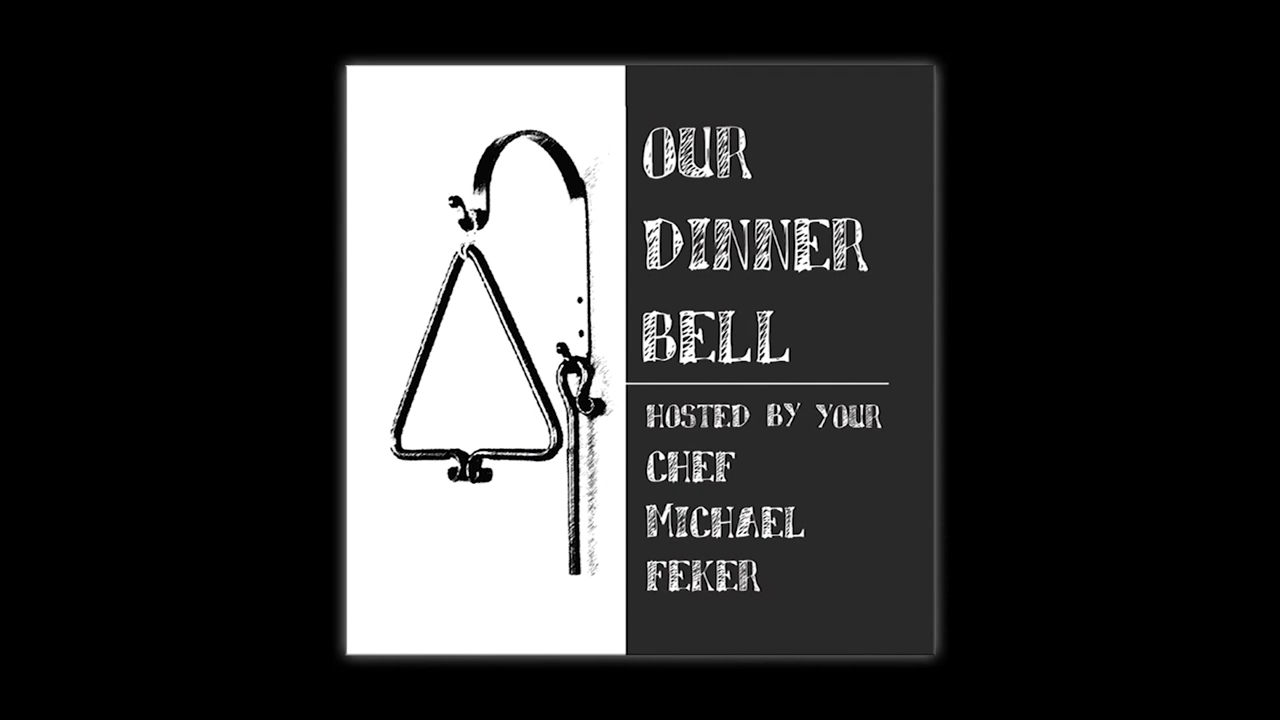 OUR
DINNER
BELL
HOSTED BY YOUR
CHEF
MICHAEL
FEKER